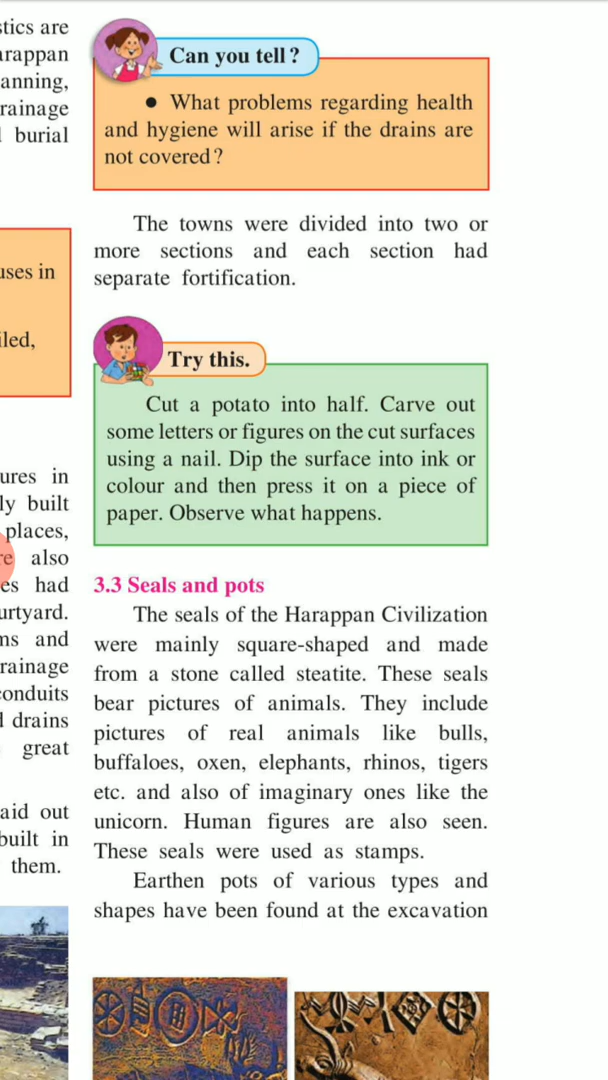 stics are
arappan
anning,
rainage
burial
uses in
iled,
ures in
ly built
places,
re also
es had
urtyard.
ms and
rainage
conduits
d drains
great
aid out
built in
them.
Can you tell?
• What problems regarding health
and hygiene will arise if the drains are
not covered?
The towns were divided into two or
more sections and each section had
separate fortification.
Try this.
Cut a potato into half. Carve out
some letters or figures on the cut surfaces
using a nail. Dip the surface into ink or
colour and then press it on a piece of
paper. Observe what happens.
3.3 Seals and pots
The seals of the Harappan Civilization
were mainly square-shaped and made
from a stone called steatite. These seals
bear pictures of animals. They include
pictures of real animals like bulls,
buffaloes, oxen, elephants, rhinos, tigers
etc. and also of imaginary ones like the
unicorn. Human figures are also seen.
These seals were used as stamps.
Earthen pots of various types and
shapes have been found at the excavation